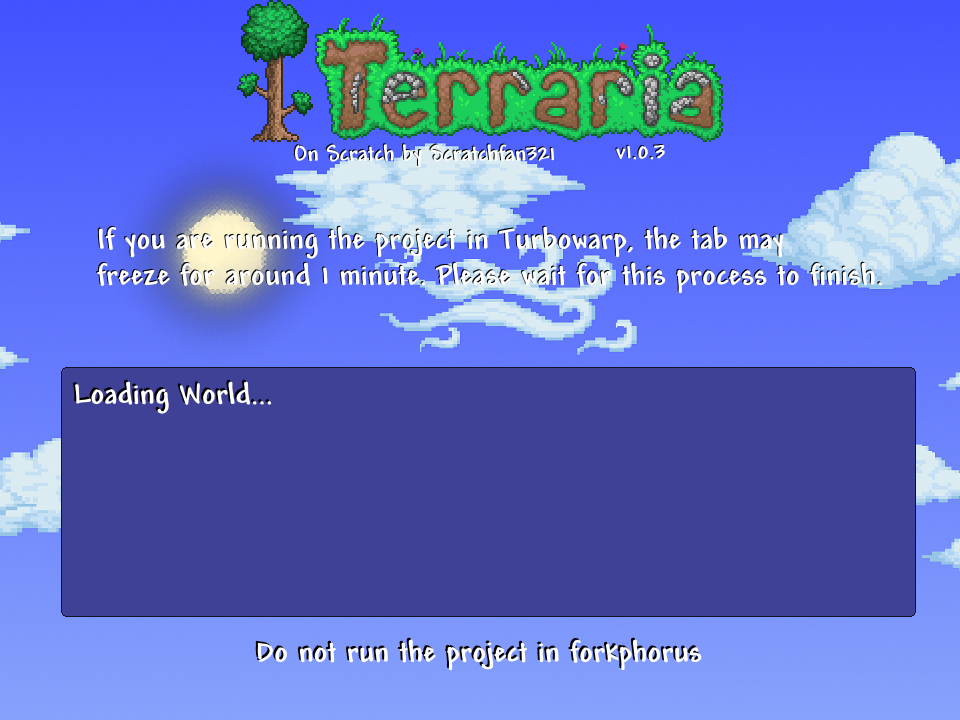 Terraria
On Scratch by Scratchfan321 v1.0.3
If you are running the project in Turbowarp, the tab may
freeze for around 1 minute. Please wait for this process to finish.
Loading World...
Do not run the project in forkphorus